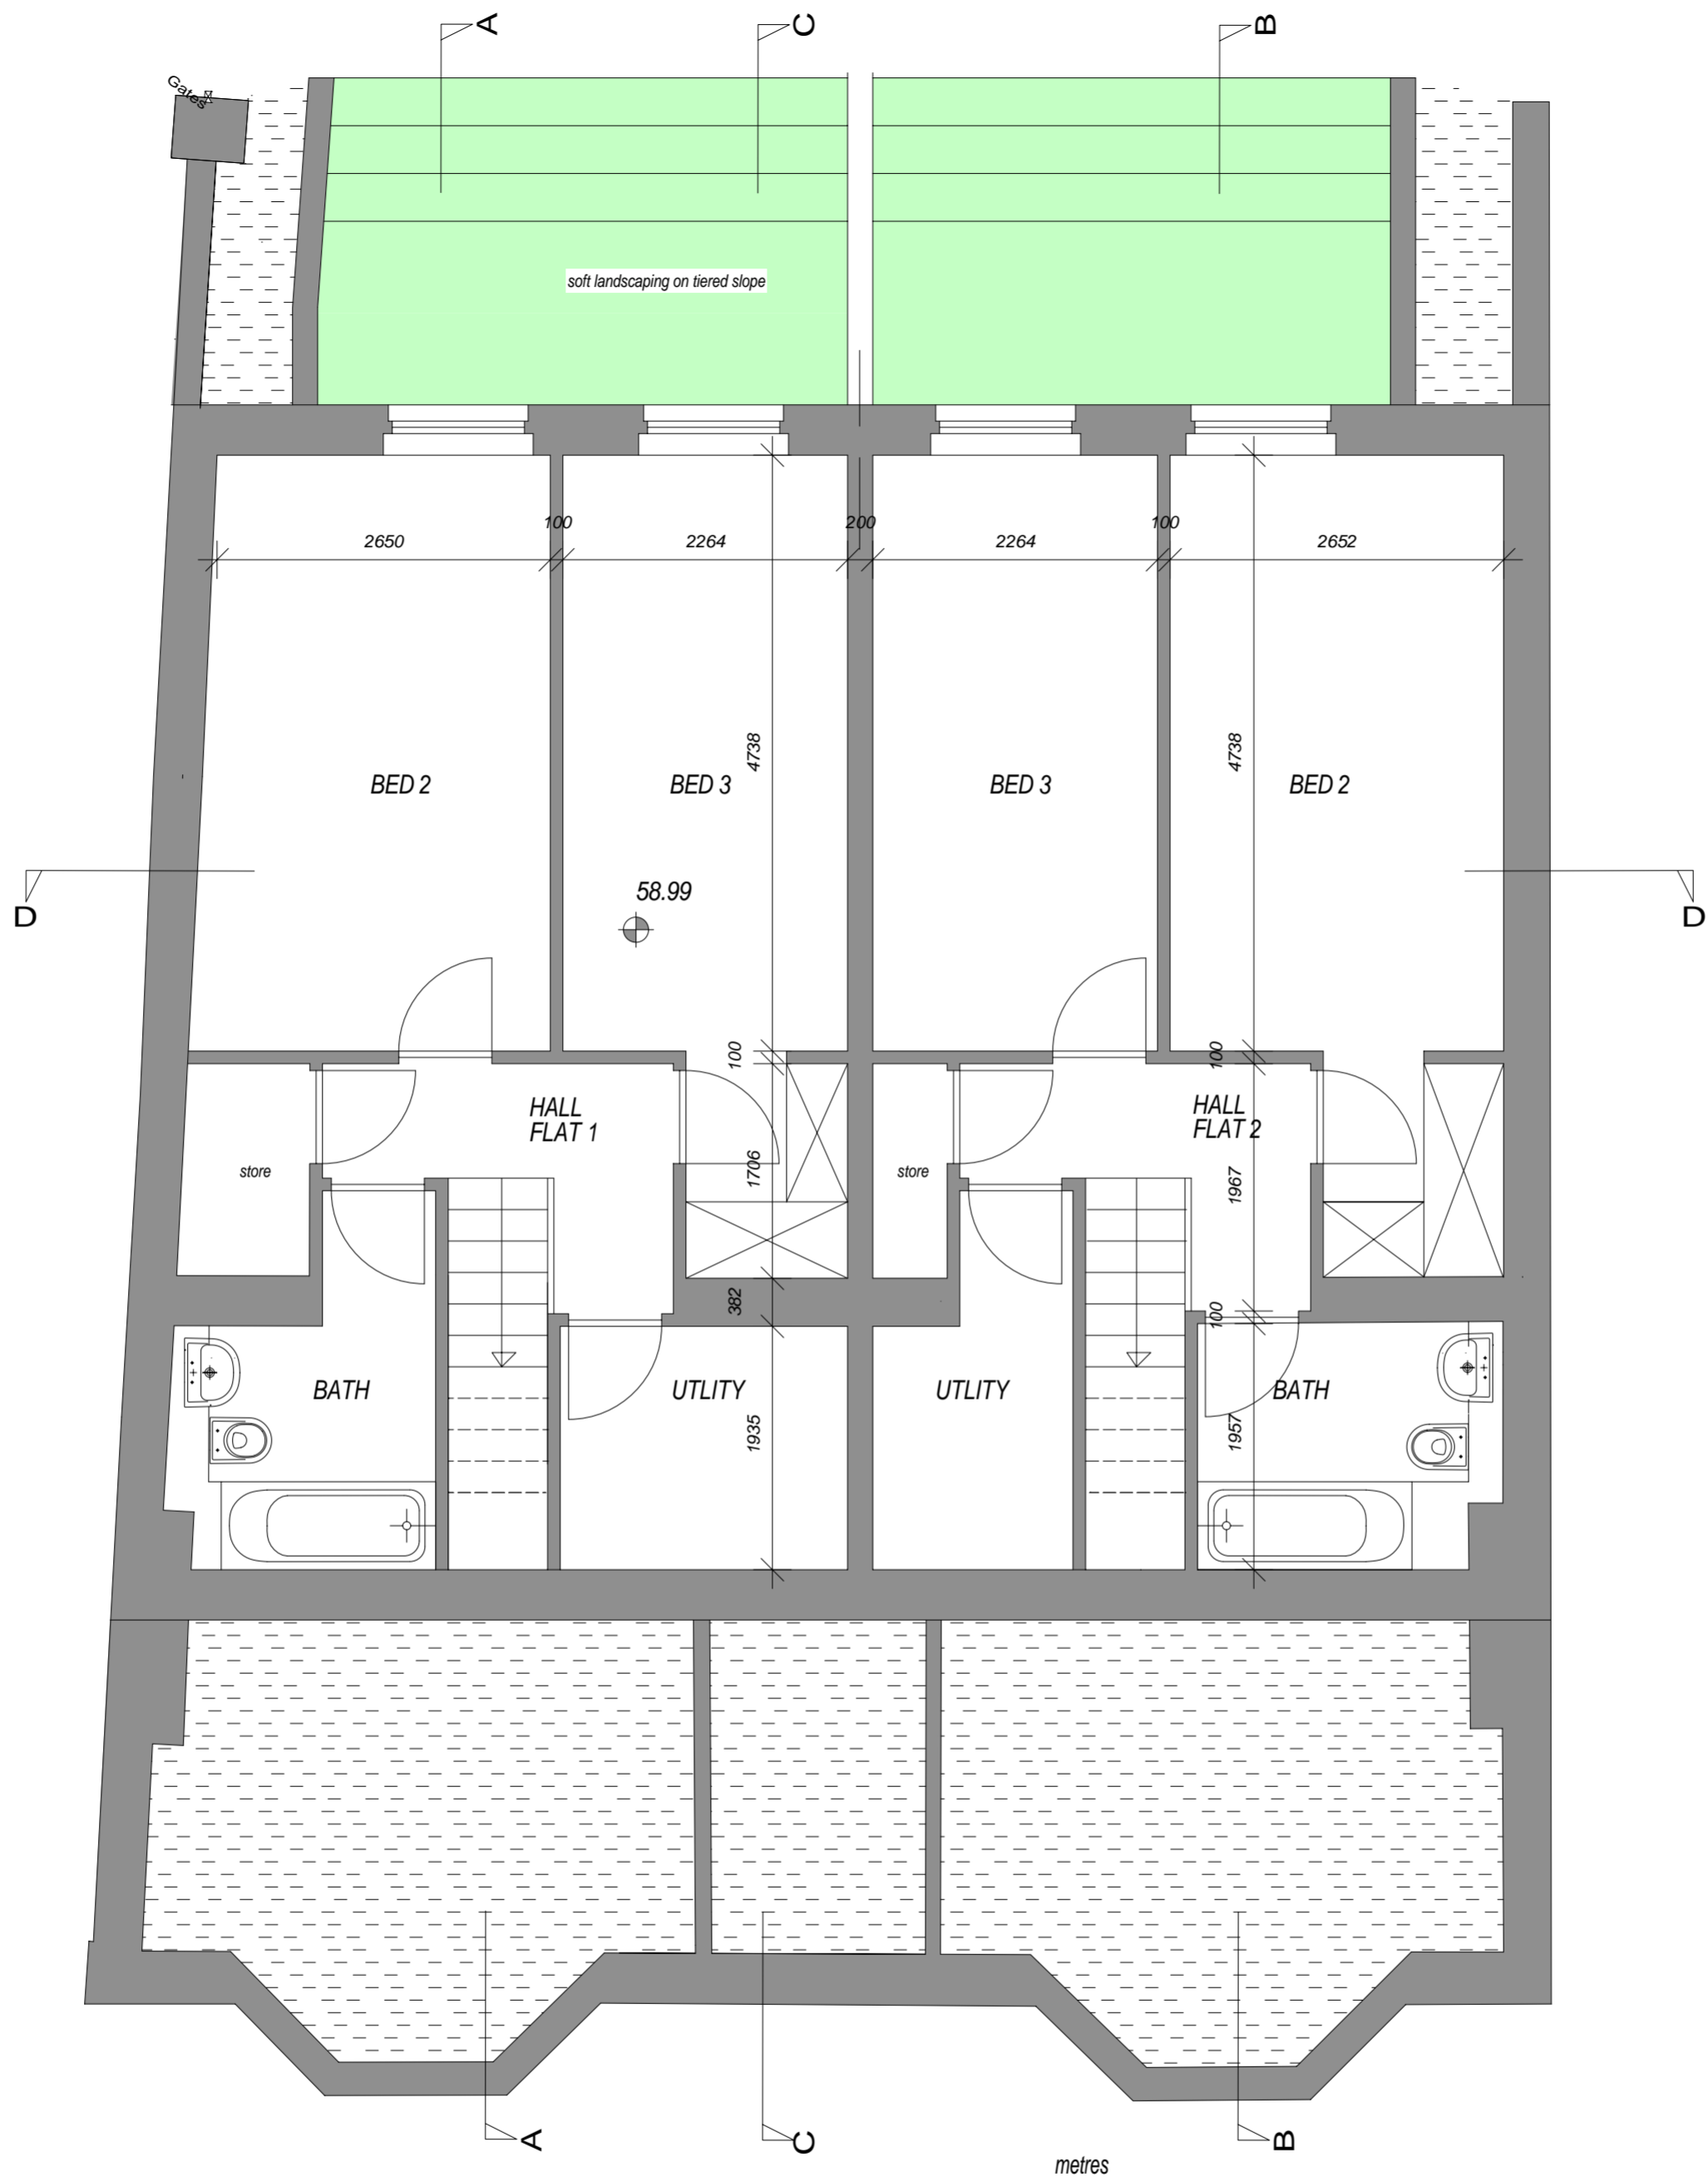 A
C
B
Gates
soft landscaping on tiered slope
100
200
100
2650
2264
2264
2652
4738
4738
BED 2
BED 3
BED 3
BED 2
58.99
D
D
100
100
HALL
FLAT 1
HALL
FLAT 2
store
1706
store
1967
382
100
BATH
UTLITY
UTLITY
BATH
1935
1957
A
C
B
metres